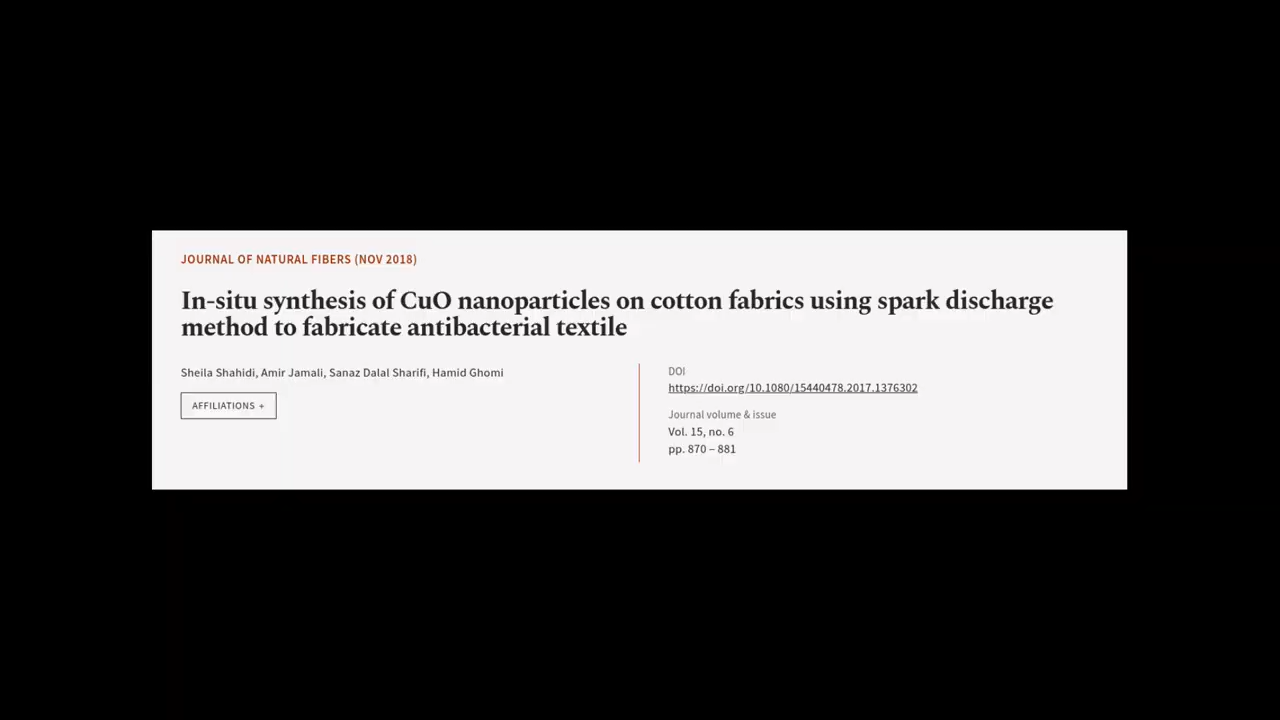 JOURNAL OF NATURAL FIBERS (NOV 2018)
In-situ synthesis of CuO nanoparticles on cotton fabrics using spark discharge
method to fabricate antibacterial textile
Sheila Shahidi, Amir Jamali, Sanaz Dalal Sharifi, Hamid Ghomi
AFFILIATIONS +
DOI
https://doi.org/10.1080/15440478.2017.1376302
Journal volume & issue
Vol. 15, no. 6
pp. 870 – 881